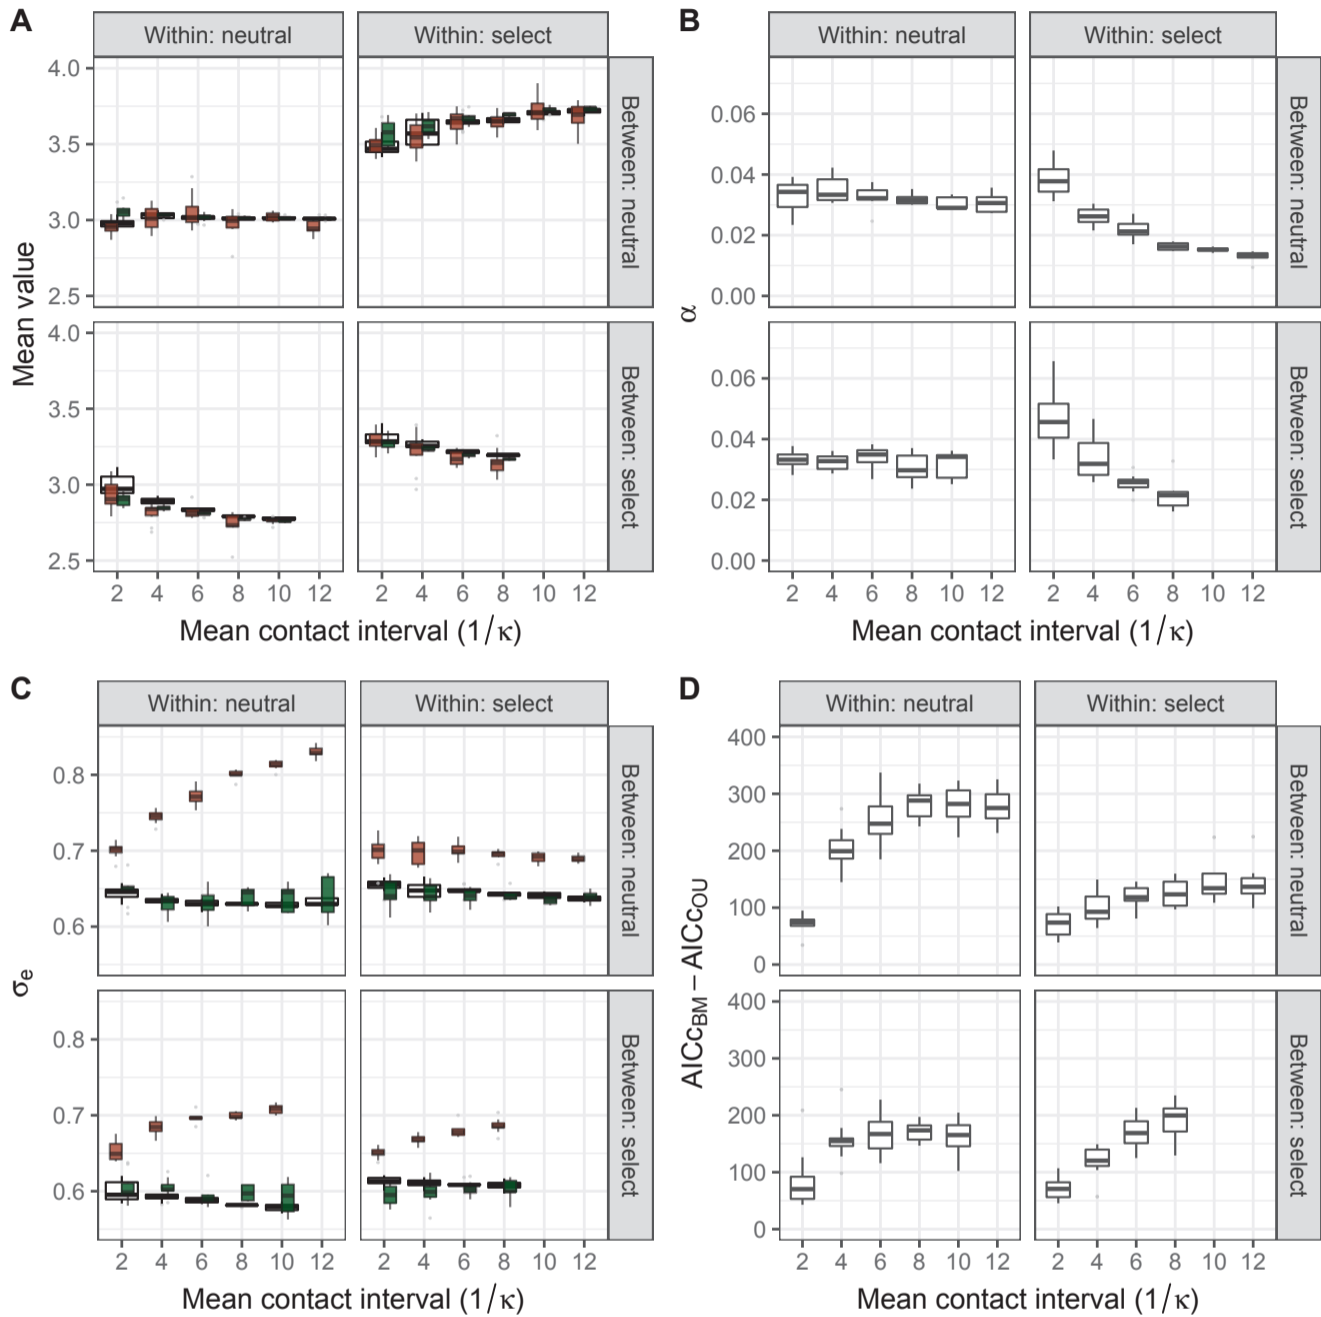 A
Within: neutral
Within: select
4.0
3.5
3.0
2.5
Between: neutral
4.0
3.5
3.0
2.5
Between: select
Mean value
2 4 6 8 10 12
2 4 6 8 10 12
Mean contact interval (1/κ)
B
Within: neutral
Within: select
0.06
0.04
0.02
0.00
Between: neutral
0.06
0.04
0.02
0.00
Between: select
α
2 4 6 8 10 12
2 4 6 8 10 12
Mean contact interval (1/κ)
C
Within: neutral
Within: select
0.8
0.7
0.6
Between: neutral
0.8
0.7
0.6
Between: select
σe
2 4 6 8 10 12
2 4 6 8 10 12
Mean contact interval (1/κ)
D
Within: neutral
Within: select
400
300
200
100
0
Between: neutral
400
300
200
100
0
Between: select
AICcBM − AICcOU
2 4 6 8 10 12
2 4 6 8 10 12
Mean contact interval (1/κ)